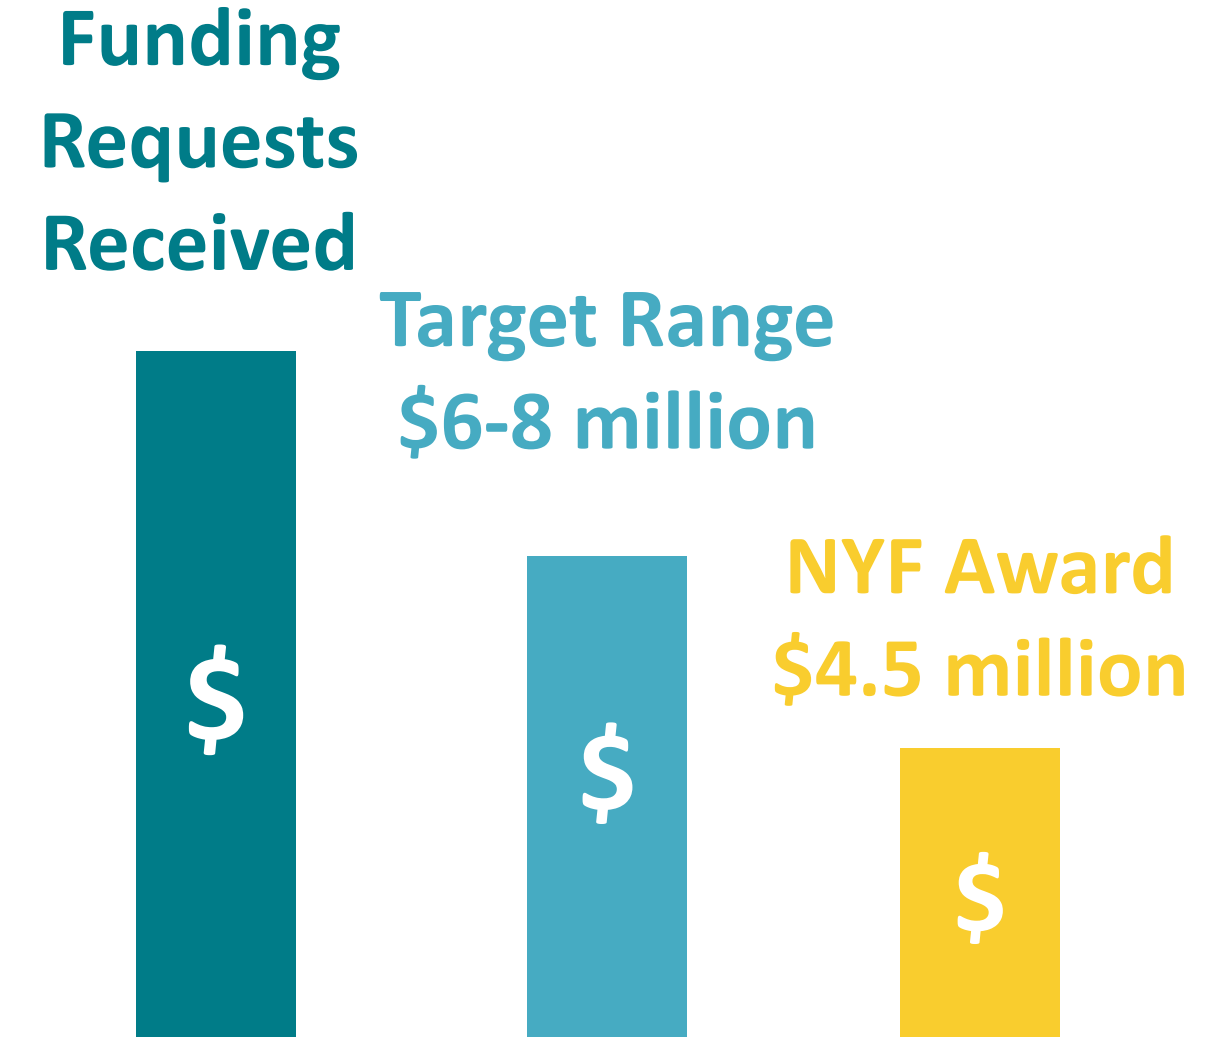 Funding
Requests
Received
Target Range
$6-8 million
NYF Award
$4.5 million
$
$
$